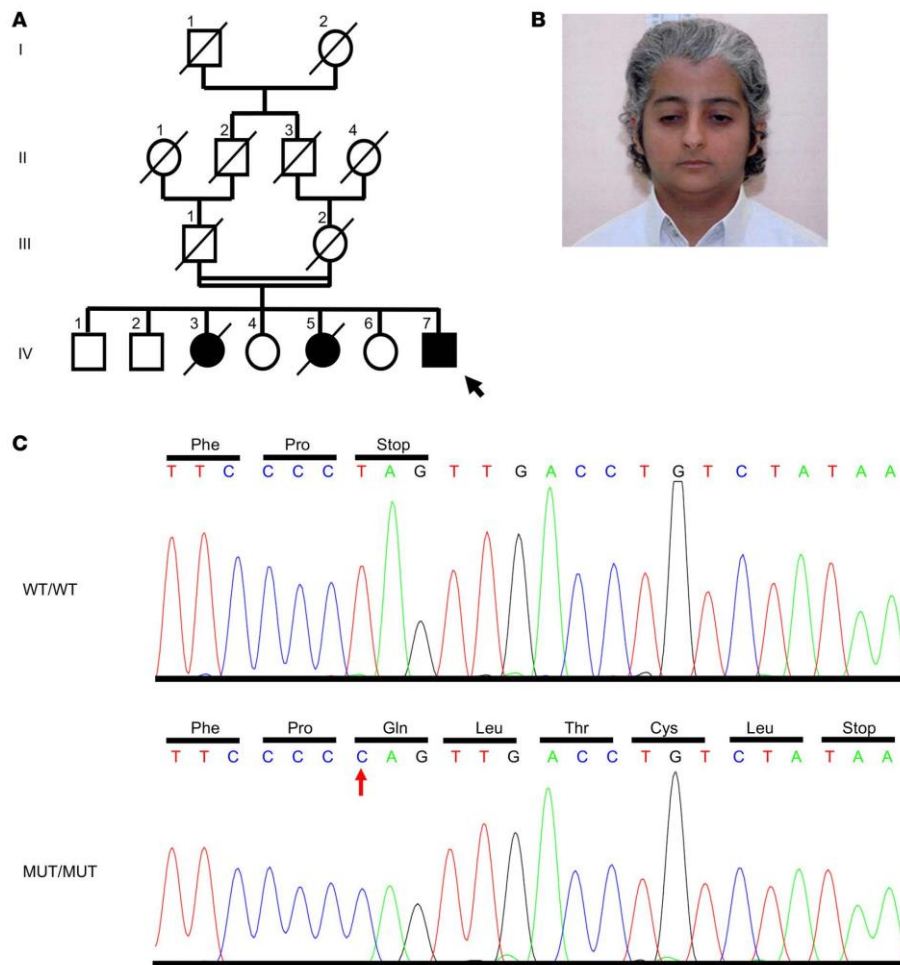 A
B
I
1 2
II
1 2 3 4
III
1 2
IV
1 2 3 4 5 6 7
C
Phe Pro Stop
T T C C C C T A G T T G A C C T G T C T A T A A
WT/WT
Phe Pro Gln Leu Thr Cys Leu Stop
T T C C C C C A G T T G A C C T G T C T A T A A
MUT/MUT